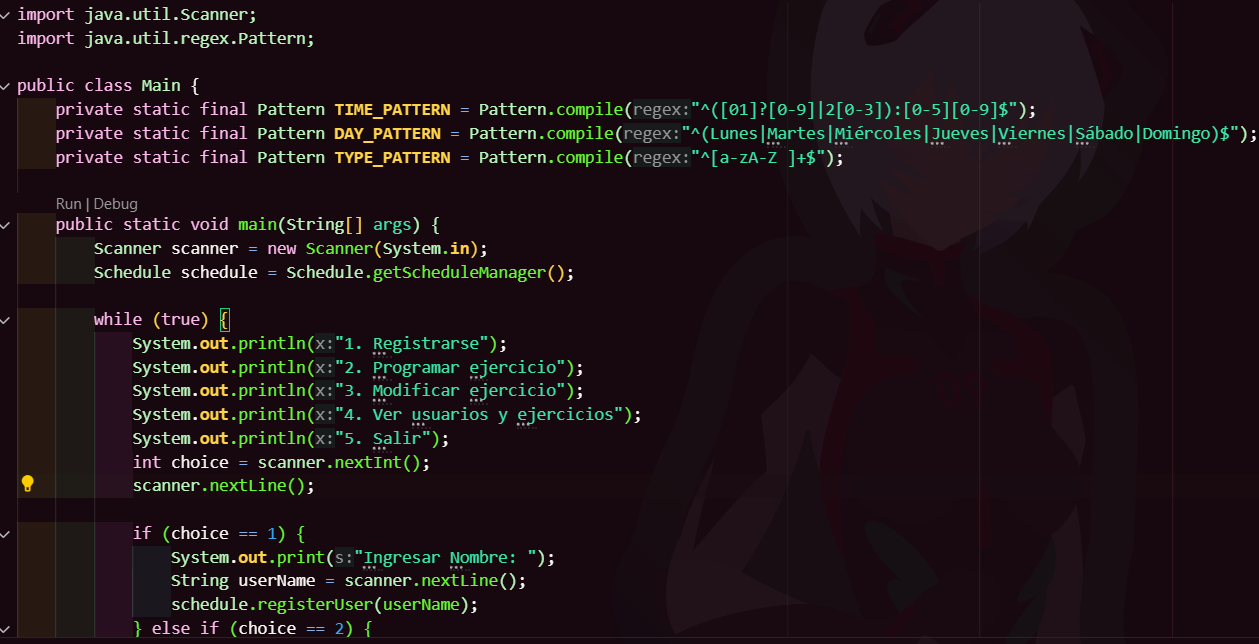 import java.util.Scanner;
import java.util.regex.Pattern;
public class Main {
private static final Pattern TIME_PATTERN = Pattern.compile(regex:"^([01]?[0-9]|2[0-3]):[0-5][0-9]$");
private static final Pattern DAY_PATTERN = Pattern.compile(regex:"^(Lunes|Martes|Miércoles|Jueves|Viernes|Sábado|Domingo)$");
private static final Pattern TYPE_PATTERN = Pattern.compile(regex:"^[a-zA-Z ]+$");
Run | Debug
public static void main(String[] args) {
Scanner scanner = new Scanner(System.in);
Schedule schedule = Schedule.getScheduleManager();
while (true) {
System.out.println(x:"1. Registrarse");
System.out.println(x:"2. Programar ejercicio");
System.out.println(x:"3. Modificar ejercicio");
System.out.println(x:"4. Ver usuarios y ejercicios");
System.out.println(x:"5. Salir");
int choice = scanner.nextInt();
scanner.nextLine();
if (choice == 1) {
System.out.print(s:"Ingresar Nombre: ");
String userName = scanner.nextLine();
schedule.registerUser(userName);
} else if (choice == 2) {